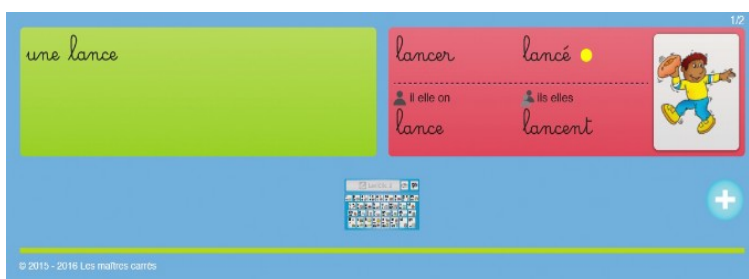 1/2
une lance
lancer lancé
il elle on ils elles
lance lancent
© 2015 - 2016 Les maîtres carrés